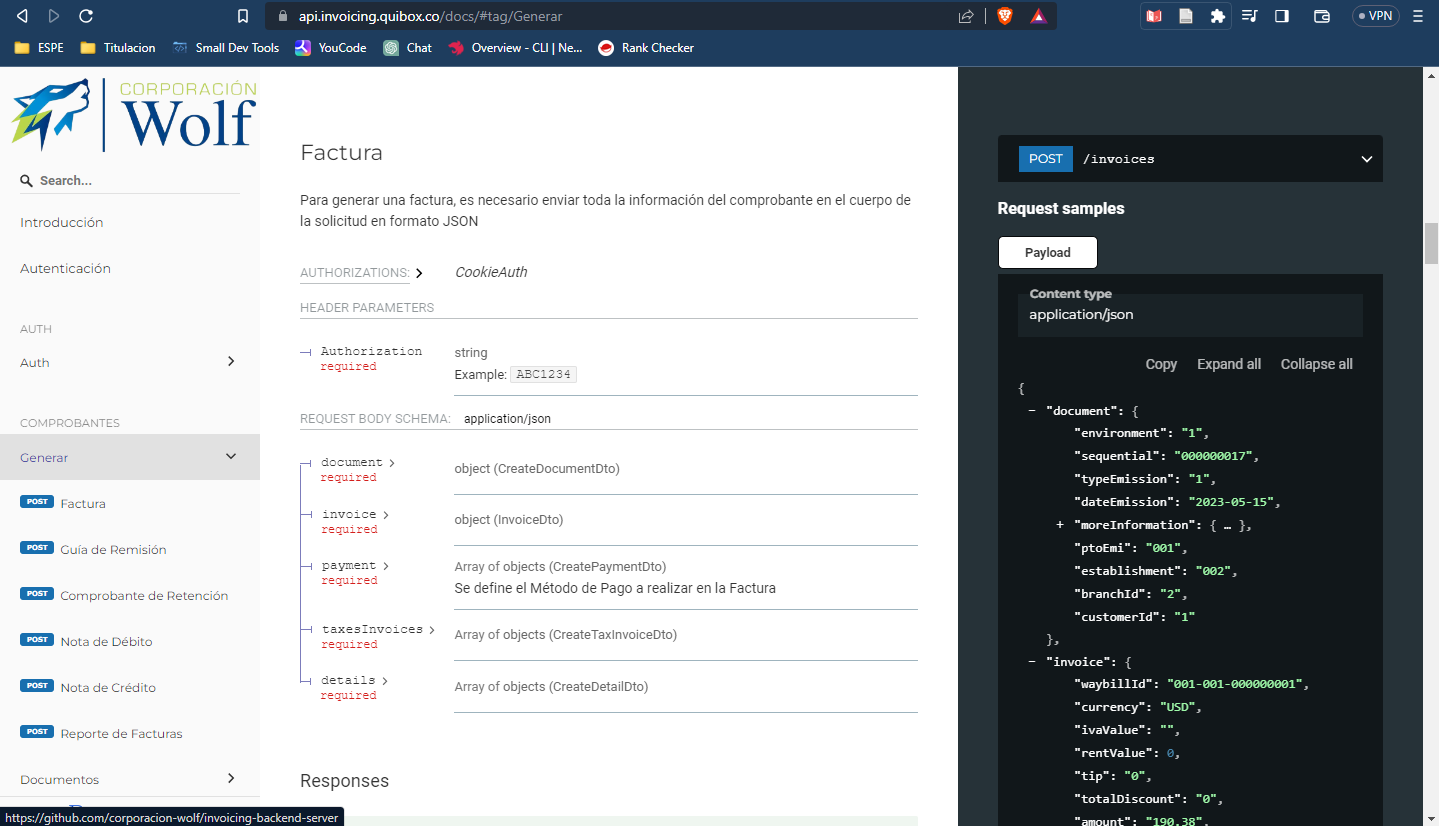 api.invoicing.quibox.co/docs/#tag/Generar
VPN
ESPE
Titulacion
Small Dev Tools
YouCode
Chat
Overview - CLI | Ne...
Rank Checker
CORPORACIÓN
Wolf
Search...
Introducción
Autenticación
AUTH
Auth
COMPROBANTES
Generar
POST Factura
POST Guía de Remisión
POST Comprobante de Retención
POST Nota de Débito
POST Nota de Crédito
POST Reporte de Facturas
Documentos
https://github.com/corporacion-wolf/invoicing-backend-server
Factura
Para generar una factura, es necesario enviar toda la información del comprobante en el cuerpo de
la solicitud en formato JSON
AUTHORIZATIONS: > CookieAuth
HEADER PARAMETERS
Authorization string
required
Example: ABC1234
REQUEST BODY SCHEMA: application/json
document > object (CreateDocumentDto)
required
invoice > object (InvoiceDto)
required
payment > Array of objects (CreatePaymentDto)
required
Se define el Método de Pago a realizar en la Factura
taxesInvoices > Array of objects (CreateTaxInvoiceDto)
required
details > Array of objects (CreateDetailDto)
required
Responses
POST /invoices
Request samples
Payload
Content type
application/json
Copy Expand all Collapse all
{
− "document": {
"environment": "1",
"sequential": "000000017",
"typeEmission": "1",
"dateEmission": "2023-05-15",
+ "moreInformation": { … },
"ptoEmi": "001",
"establishment": "002",
"branchId": "2",
"customerId": "1"
},
− "invoice": {
"waybillId": "001-001-000000001",
"currency": "USD",
"ivaValue": "",
"rentValue": 0,
"tip": "0",
"totalDiscount": "0",
"amount": "190.38",